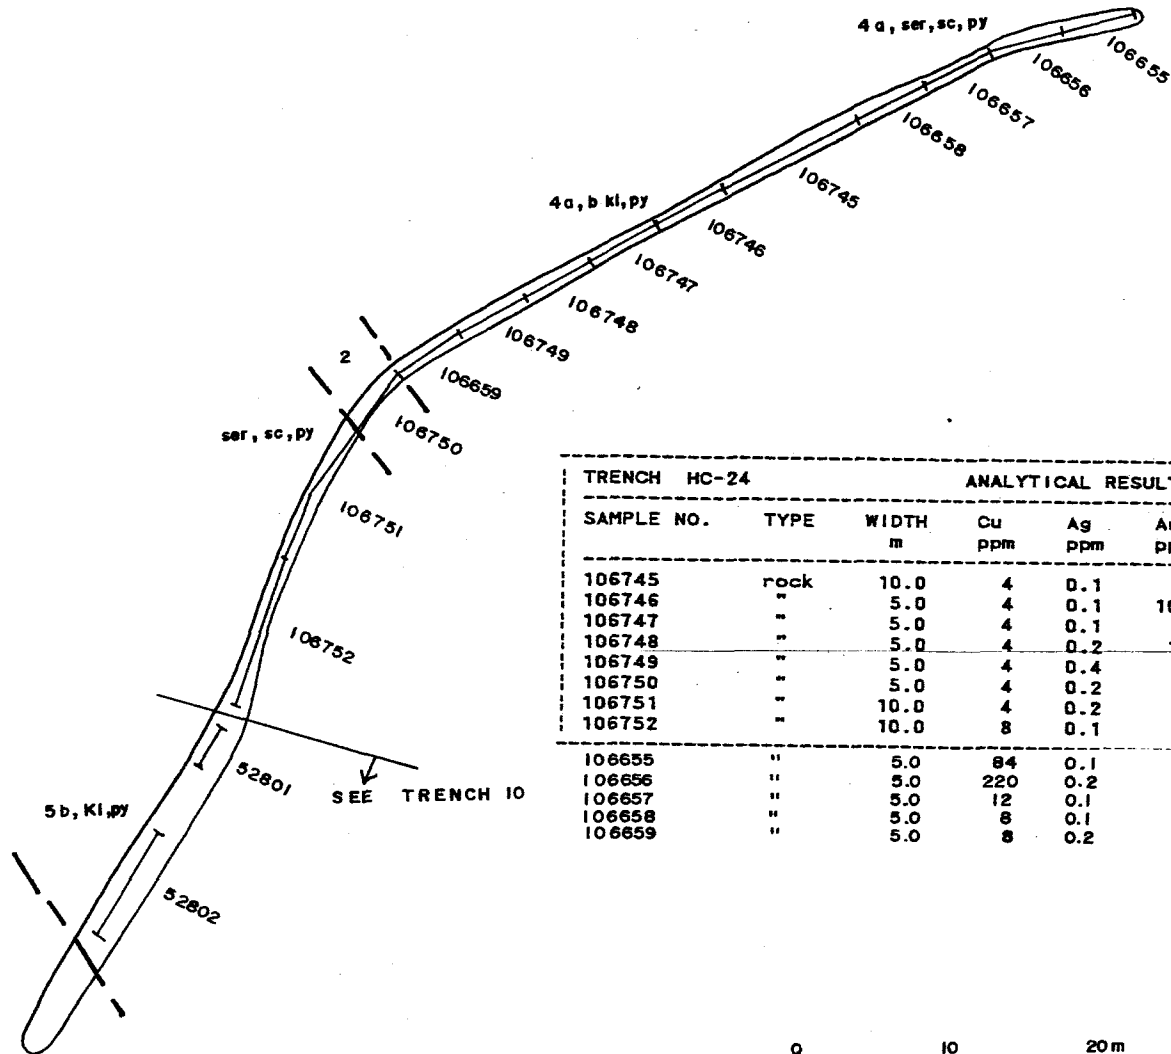 4a, ser, sc, py
106655
106656
106657
106658
106745
4a, b kl, py
106746
106747
106748
106749
106659
2
106750
ser, sc, py
106751
106752
TRENCH HC-24 ANALYTICAL RESULT
SAMPLE NO. TYPE WIDTH Cu Ag
m ppm ppm
106745 rock 10.0 4 0.1
106746 " 5.0 4 0.1
106747 " 5.0 4 0.1
106748 " 5.0 4 0.2
106749 " 5.0 4 0.4
106750 " 5.0 4 0.2
106751 " 10.0 4 0.2
106752 " 10.0 8 0.1
106655 " 5.0 84 0.1
106656 " 5.0 220 0.2
106657 " 5.0 12 0.1
106658 " 5.0 8 0.1
106659 " 5.0 8 0.2
52801
SEE TRENCH 10
5b, Kl, py
52802
0 10 20m